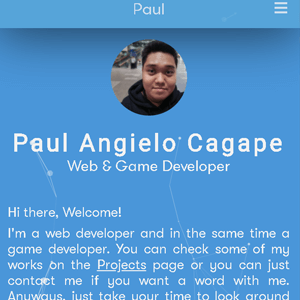 Paul
Paul Angielo Cagape
Web & Game Developer
Hi there, Welcome!
I'm a web developer and in the same time a
game developer. You can check some of my
works on the Projects page or you can just
contact me if you want a word with me.
Anyways, just take your time to look around